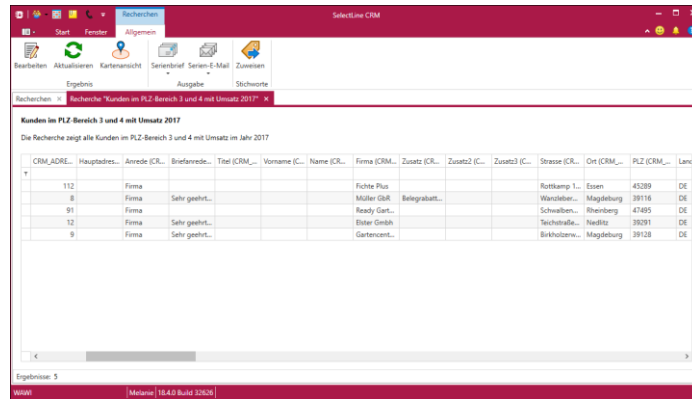 Recherchen
SelectLine CRM
Start Fenster Allgemein
Bearbeiten Aktualisieren Kartenansicht Serienbrief Serien-E-Mail Zuweisen
Ergebnis Ausgabe Stichworte
Recherchen × Recherche "Kunden im PLZ-Bereich 3 und 4 mit Umsatz 2017" ×
Kunden im PLZ-Bereich 3 und 4 mit Umsatz 2017
Die Recherche zeigt alle Kunden im PLZ-Bereich 3 und 4 mit Umsatz im Jahr 2017
CRM_ADRE... Hauptadres... Anrede (CR... Briefanrede... Titel (CRM_... Vorname (C... Name (CR... Firma (CRM... Zusatz (CR... Zusatz2 (C... Zusatz3 (C... Strasse (CR... Ort (CRM_... PLZ (CRM_... Land
112 Firma Fichte Plus Rottkamp 1... Essen 45289 DE
8 Firma Sehr geehrt... Müller GbR Belegrabatt... Wanzleber... Magdeburg 39116 DE
91 Firma Ready Gart... Schwalben... Rheinberg 47495 DE
12 Firma Sehr geehrt... Elster Gmbh Teichstraße... Nedlitz 39291 DE
9 Firma Sehr geehrt... Gartencent... Birkholzerw... Magdeburg 39128 DE
Ergebnisse: 5
WAWI Melanie 18.4.0 Build 32626